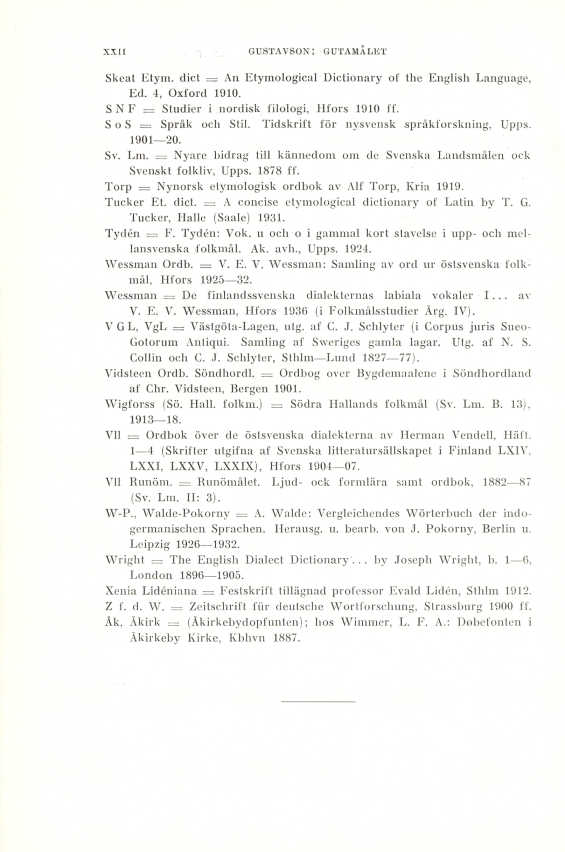 XXII GUSTAVSON: GUTAMÅLET
Skeat Etym. dict = An Etymological Dictionary of the English Language,
Ed. 4, Oxford 1910.
S N F = Studier i nordisk filologi, Hfors 1910 ff.
S o S = Språk och Stil. Tidskrift för nysvensk språkforskning, Upps.
1901—20.
Sv. Lm. = Nyare bidrag till kännedom om de Svenska Landsmålen ock
Svenskt folkliv, Upps. 1878 ff.
Torp = Nynorsk etymologisk ordbok av Alf Torp, Kria 1919.
Tucker Et. dict. = A concise etymological dictionary of Latin by T. G.
Tucker, Halle (Saale) 1931.
Tydén = F. Tydén: Vok. u och o i gammal kort stavelse i upp- och mel-
lansvenska folkmål. Ak. avh., Upps. 1924.
Wessman Ordb. = V. E. V. Wessman: Samling av ord ur östsvenska folk-
mål, Hfors 1925—32.
Wessman = De finlandssvenska dialekternas labiala vokaler I... av
V. E. V. Wessman, Hfors 1936 (i Folkmålsstudier Årg. IV).
V G L, VgL = Västgöta-Lagen, utg. af C. J. Schlyter (i Corpus juris Sueo-
Gotorum Antiqui. Samling af Sweriges gamla lagar. Utg. af N. S.
Collin och C. J. Schlyter, Sthlm—Lund 1827—77).
Vidsteen Ordb. Söndhordl. = Ordbog over Bygdemaalene i Söndhordland
af Chr. Vidsteen, Bergen 1901.
Wigforss (Sö. Hall. folkm.) = Södra Hallands folkmål (Sv. Lm. B. 13),
1913—18.
Vll = Ordbok över de östsvenska dialekterna av Herman Vendell, Häft.
1—4 (Skrifter utgifna af Svenska litteratursällskapet i Finland LXIV,
LXXI, LXXV, LXXIX), Hfors 1904—07.
Vll Runöm. = Runömålet. Ljud- ock formlära samt ordbok, 1882—87
(Sv. Lm. II: 3).
W-P., Walde-Pokorny = A. Walde: Vergleichendes Wörterbuch der indo-
germanischen Sprachen. Herausg. u. bearb. von J. Pokorny, Berlin u.
Leipzig 1926—1932.
Wright = The English Dialect Dictionary... by Joseph Wright, b. 1—6,
London 1896—1905.
Xenia Lidéniana = Festskrift tillägnad professor Evald Lidén, Sthlm 1912.
Z f. d. W. = Zeitschrift für deutsche Wortforschung, Strassburg 1900 ff.
Åk, Åkirk = (Åkirkebydopfunten); hos Wimmer, L. F. A.: Døbefonten i
Åkirkeby Kirke, Kbhvn 1887.